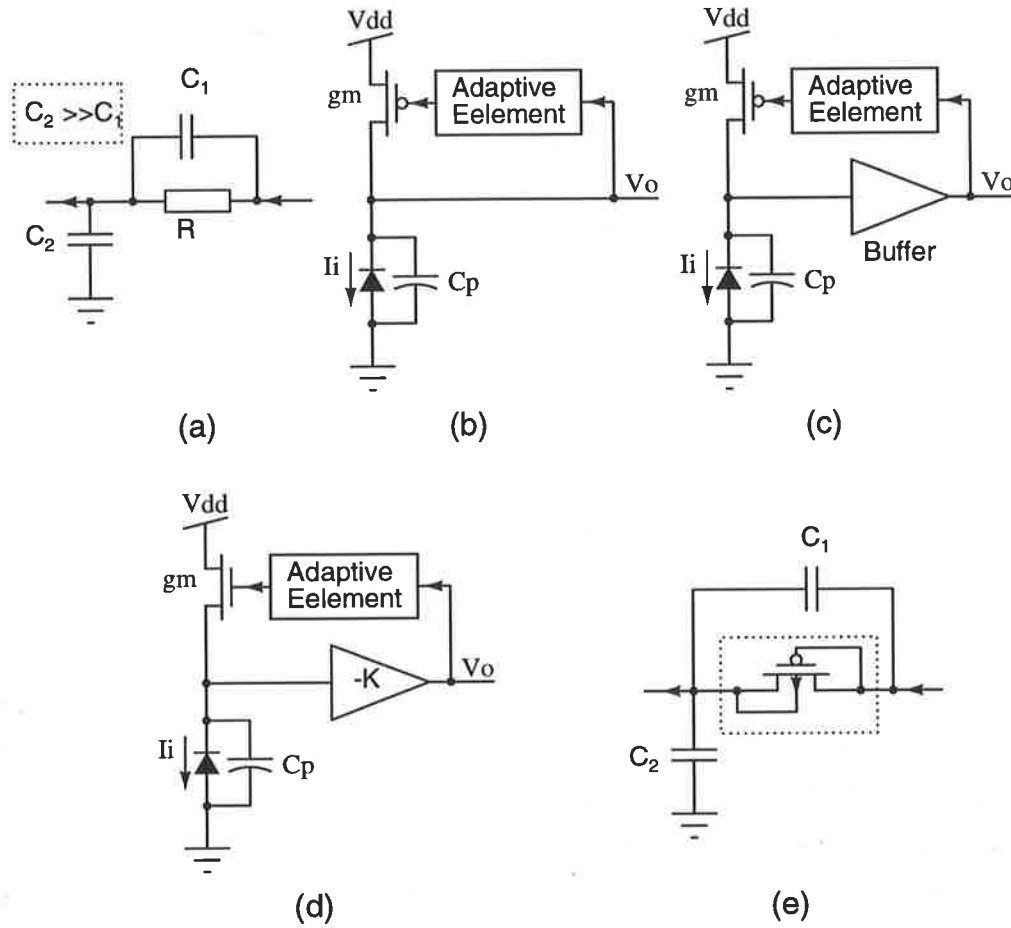 Vdd
Vdd
C₁
C₂ >>C₁
gm
Adaptive
Eelement
gm
Adaptive
Eelement
Vo
Vo
C₂
R
Buffer
Ii
Cp
Ii
Cp
(a)
(b)
(c)
Vdd
gm
Adaptive
Eelement
C₁
-K
Vo
Ii
Cp
C₂
(d)
(e)